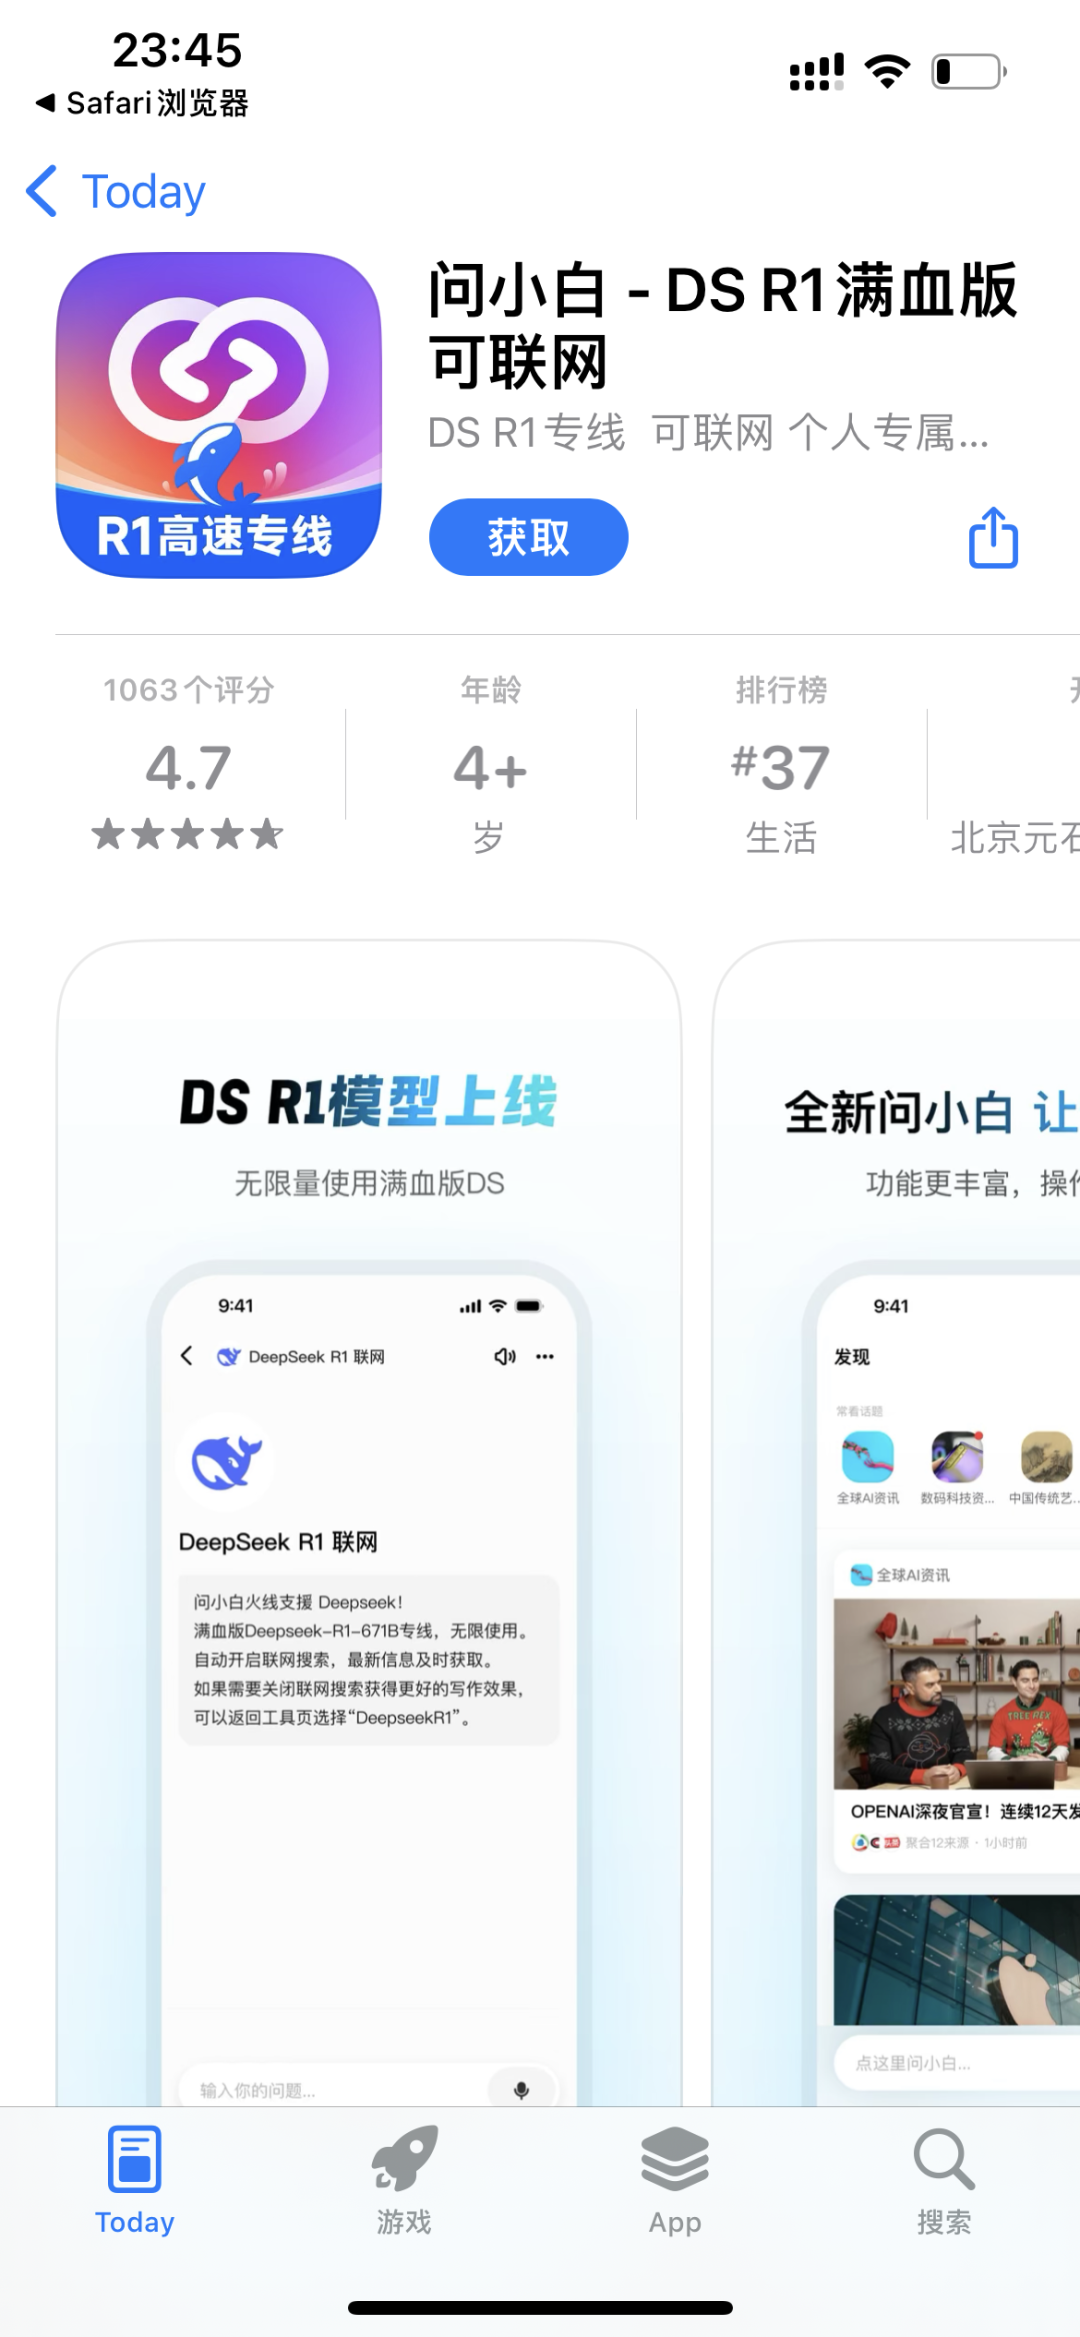 23:45
Safari浏览器
Today
问小白 - DS R1满血版
可联网
DS R1专线 可联网 个人专属...
获取
R1高速专线
1063个评分
4.7
年龄
4+
岁
排行榜
#37
生活
北京元石
DS R1模型上线
无限量使用满血版DS
9:41
DeepSeek R1 联网
DeepSeek R1 联网
问小白火线支援 Deepseek！
满血版Deepseek-R1-671B专线，无限使用。
自动开启联网搜索，最新信息及时获取。
如果需要关闭联网搜索获得更好的写作效果，
可以返回工具页选择“DeepseekR1”。
输入你的问题...
全新问小白 让
功能更丰富，操作
9:41
发现
常看话题
全球AI资讯
数码科技资...
中国传统艺...
全球AI资讯
TREE REX
OPENAI深夜官宣！连续12天发
聚合12来源 · 1小时前
点这里问小白...
Today
游戏
App
搜索